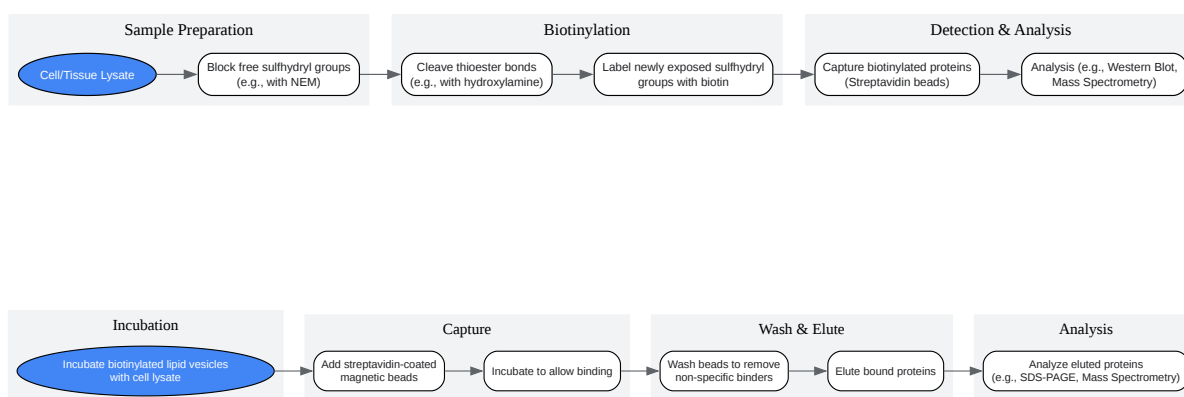 Sample Preparation
Biotinylation
Detection & Analysis
Cell/Tissue Lysate
Block free sulfhydryl groups
(e.g., with NEM)
Cleave thioester bonds
(e.g., with hydroxylamine)
Label newly exposed sulfhydryl
groups with biotin
Capture biotinylated proteins
(Streptavidin beads)
Analysis (e.g., Western Blot,
Mass Spectrometry)
Incubation
Capture
Wash & Elute
Analysis
Incubate biotinylated lipid vesicles
with cell lysate
Add streptavidin-coated
magnetic beads
Incubate to allow binding
Wash beads to remove
non-specific binders
Elute bound proteins
Analyze eluted proteins
(e.g., SDS-PAGE, Mass Spectrometry)